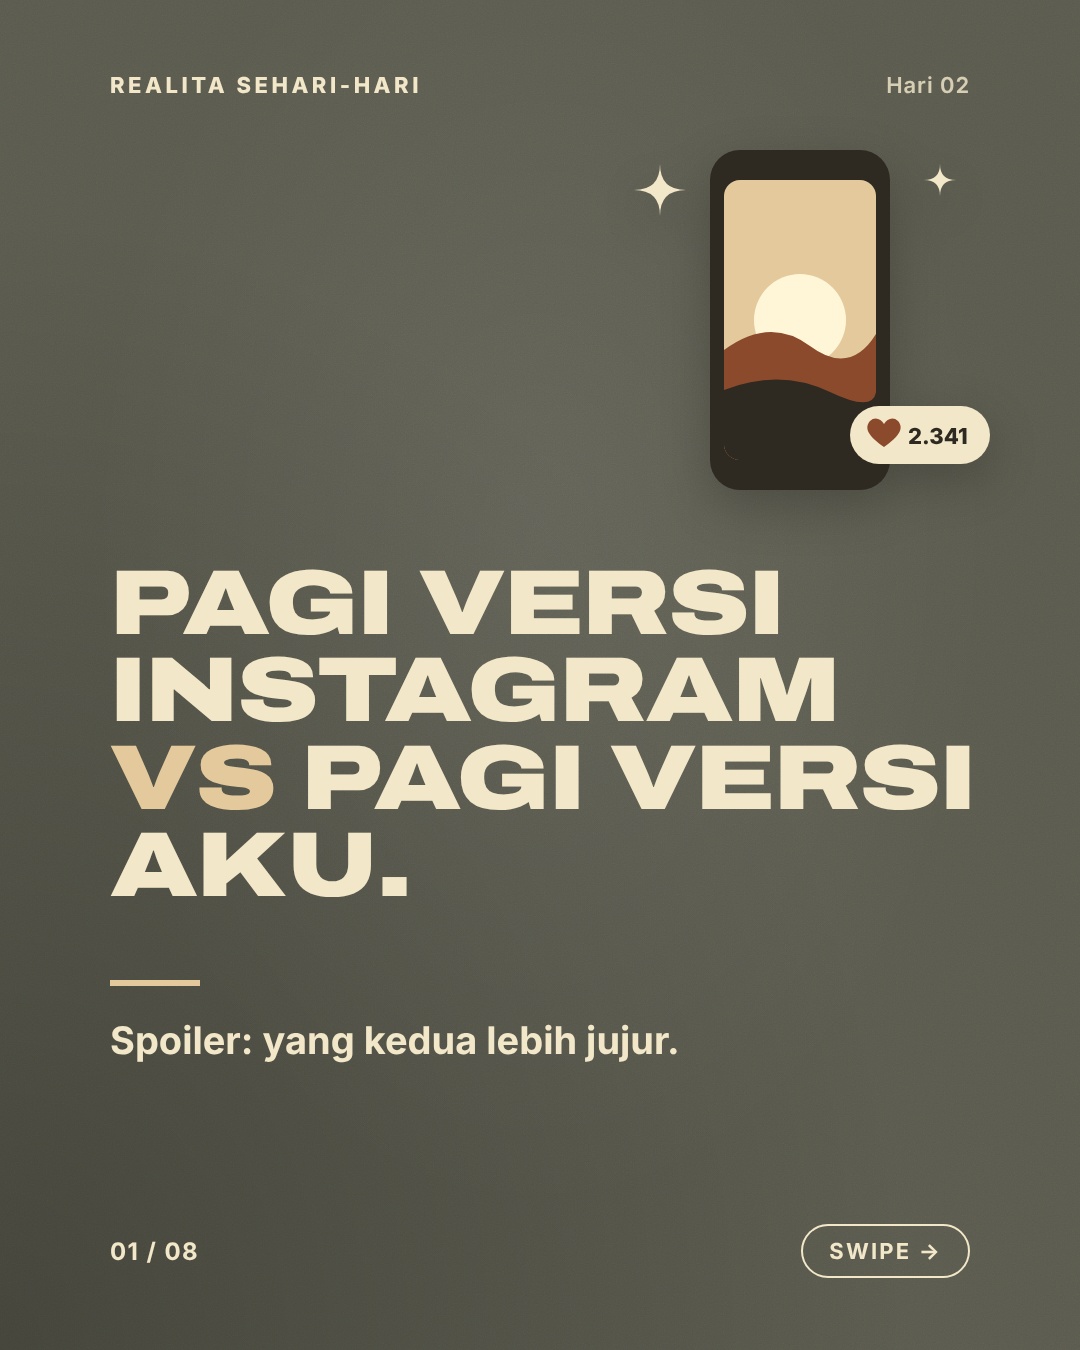 REALITA SEHARI-HARI
Hari 02
2.341
PAGI VERSI
INSTAGRAM
VS PAGI VERSI
AKU.
Spoiler: yang kedua lebih jujur.
01 / 08
SWIPE →